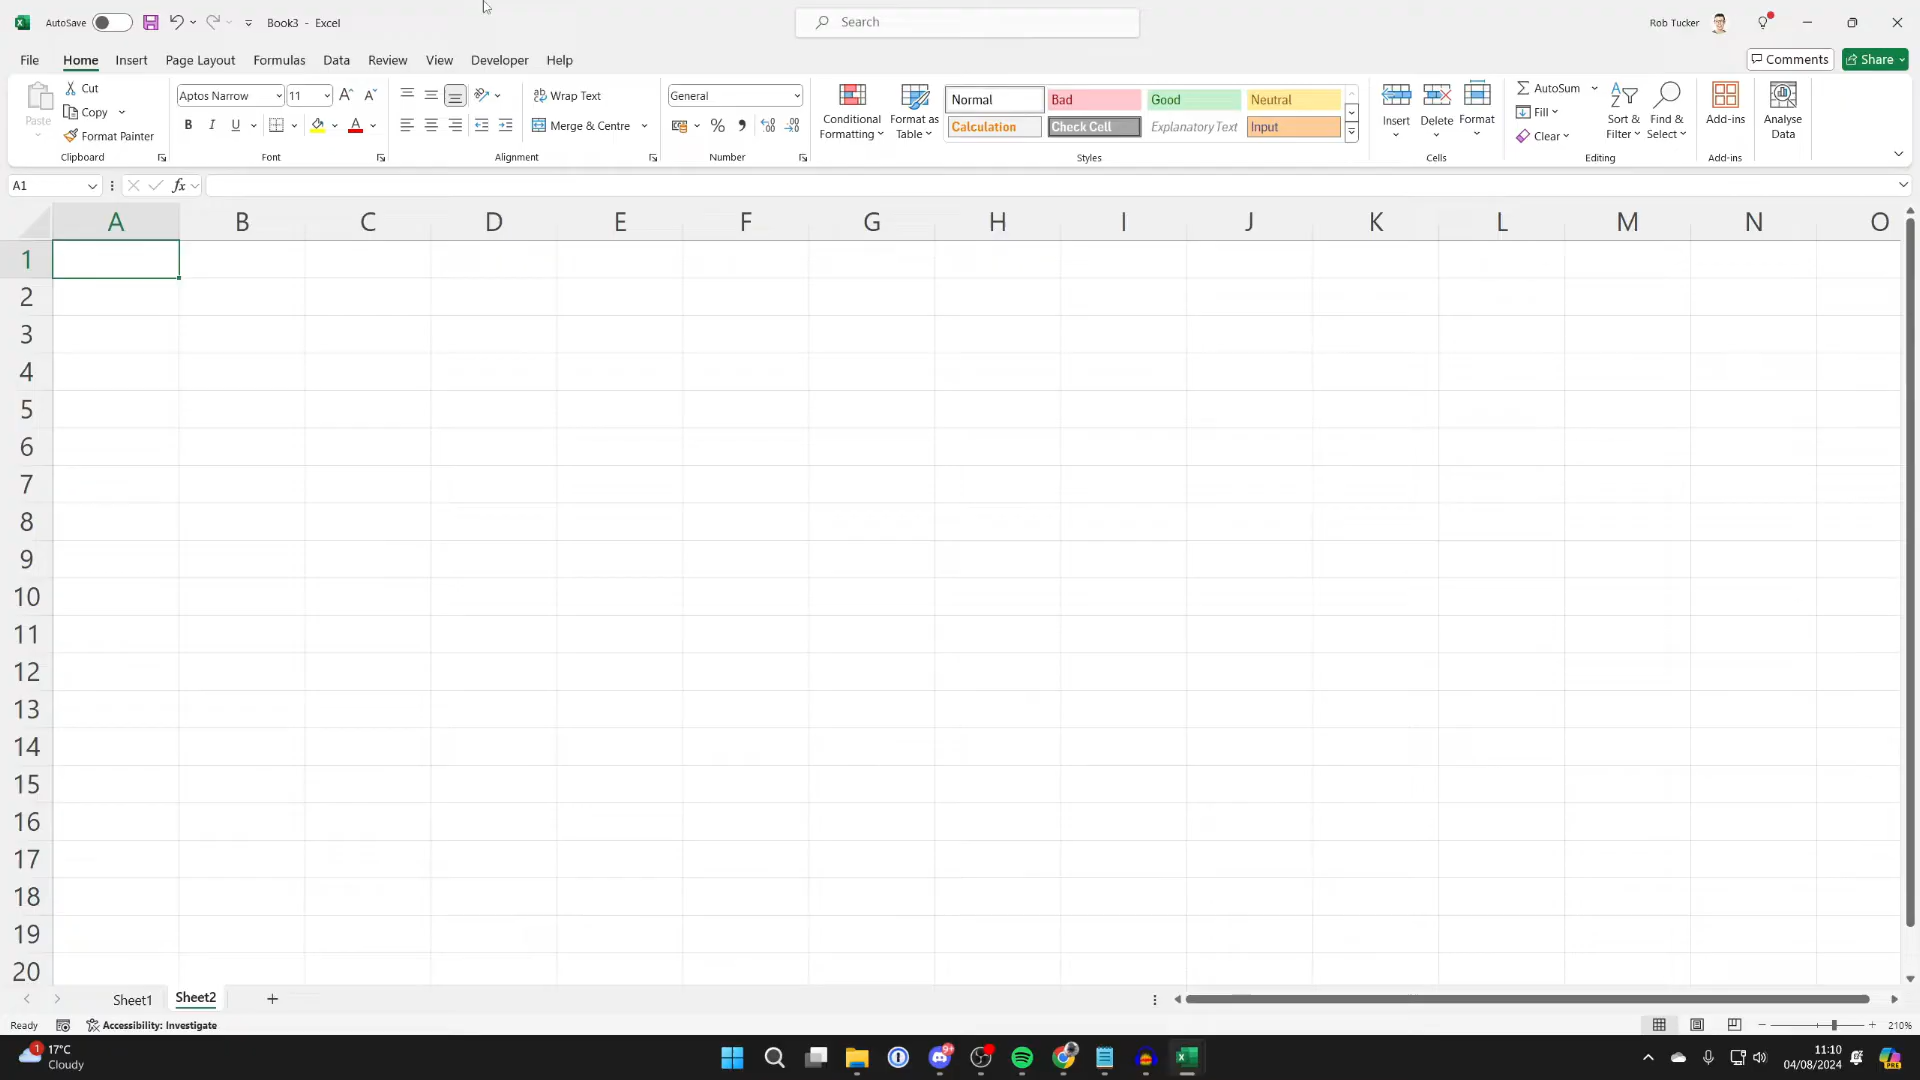 AutoSave
Book3 - Excel
Search
Rob Tucker
File Home Insert Page Layout Formulas Data Review View Developer Help
Comments
Share
Paste
Cut
Copy
Format Painter
Clipboard
Aptos Narrow
11
B I U
Font
Wrap Text
Merge & Centre
Alignment
General
%
Number
Conditional Formatting
Format as Table
Normal Bad Good Neutral
Calculation Check Cell Explanatory Text Input
Styles
Insert Delete Format
Cells
AutoSum
Fill
Clear
Sort & Filter
Find & Select
Editing
Add-ins
Add-ins
Analyse Data
A1
fx
A B C D E F G H I J K L M N O
1
2
3
4
5
6
7
8
9
10
11
12
13
14
15
16
17
18
19
20
Sheet1 Sheet2
Ready
Accessibility: Investigate
210%
1
17°C
Cloudy
9+
PRE
11:10
04/08/2024